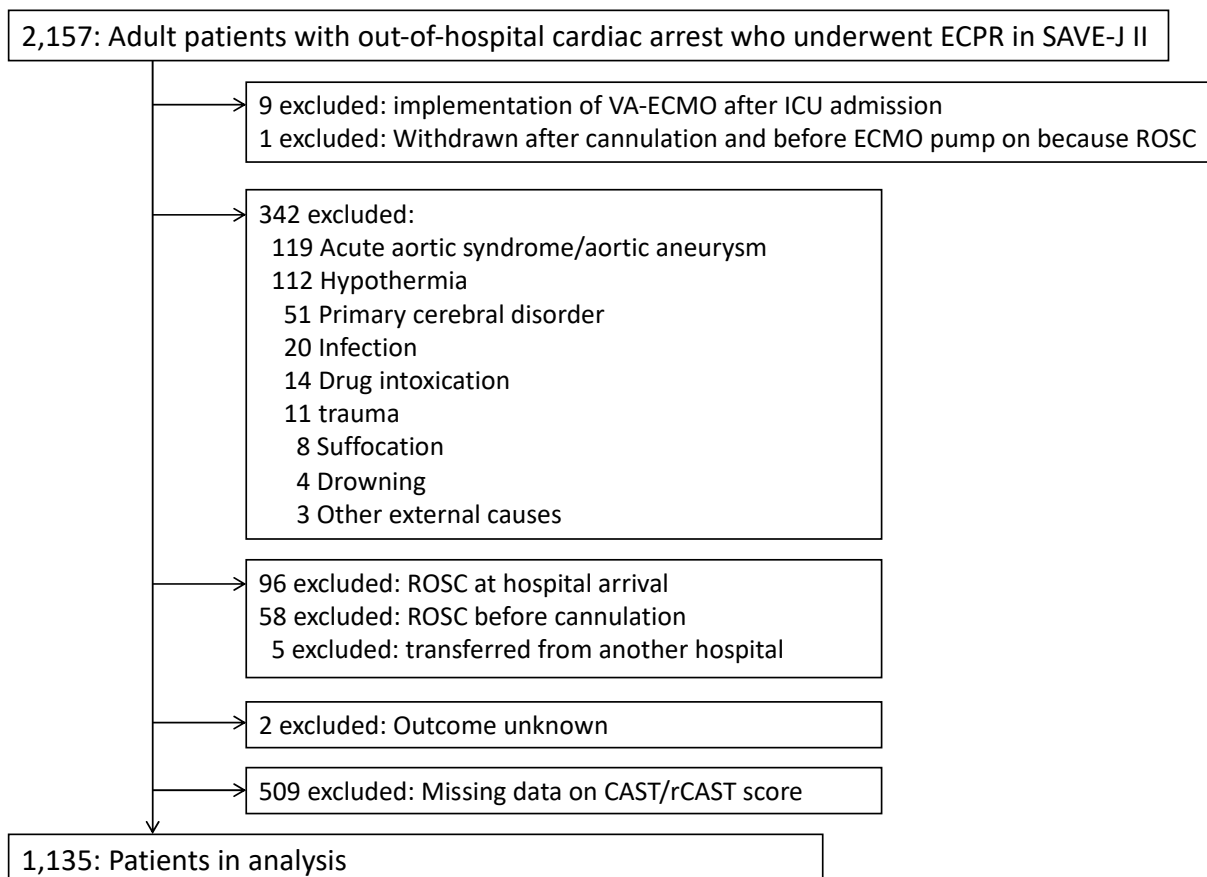 2,157: Adult patients with out-of-hospital cardiac arrest who underwent ECPR in SAVE-J II
9 excluded: implementation of VA-ECMO after ICU admission
1 excluded: Withdrawn after cannulation and before ECMO pump on because ROSC
342 excluded:
119 Acute aortic syndrome/aortic aneurysm
112 Hypothermia
51 Primary cerebral disorder
20 Infection
14 Drug intoxication
11 trauma
8 Suffocation
4 Drowning
3 Other external causes
96 excluded: ROSC at hospital arrival
58 excluded: ROSC before cannulation
5 excluded: transferred from another hospital
2 excluded: Outcome unknown
509 excluded: Missing data on CAST/rCAST score
1,135: Patients in analysis